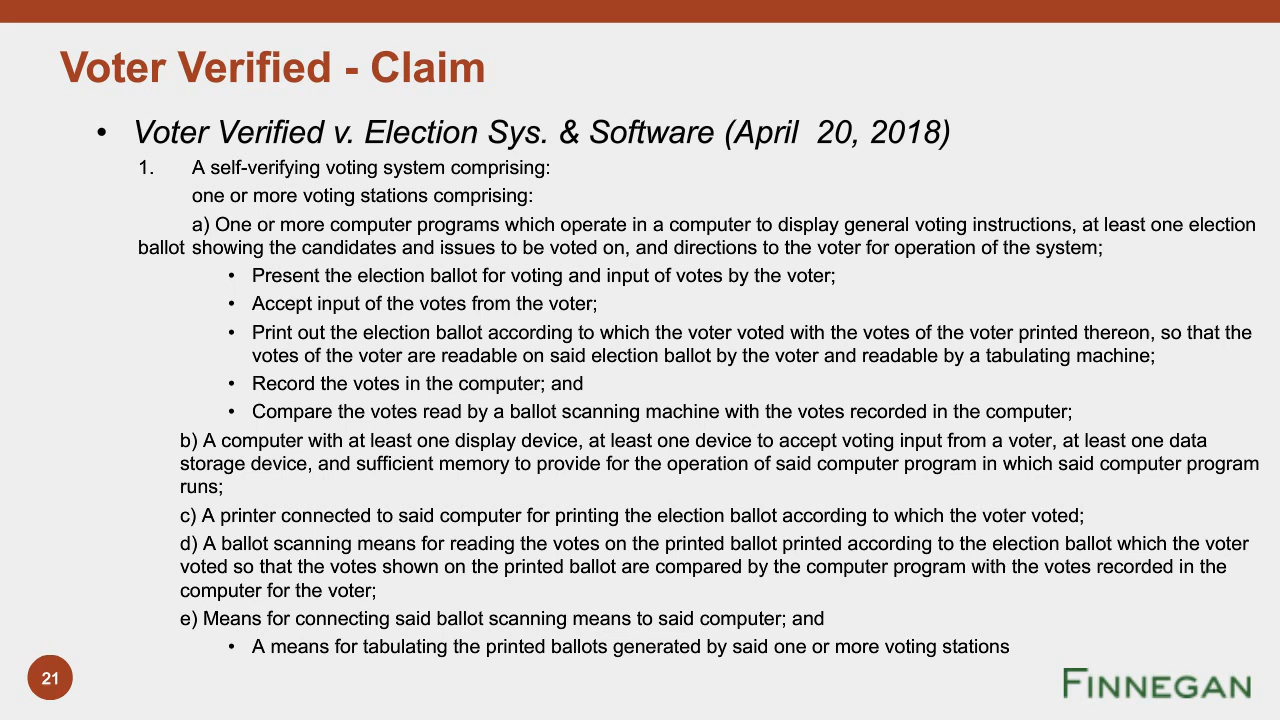 Voter Verified - Claim
• Voter Verified v. Election Sys. & Software (April 20, 2018)
1. A self-verifying voting system comprising:
one or more voting stations comprising:
a) One or more computer programs which operate in a computer to display general voting instructions, at least one election
ballot showing the candidates and issues to be voted on, and directions to the voter for operation of the system;
• Present the election ballot for voting and input of votes by the voter;
• Accept input of the votes from the voter;
• Print out the election ballot according to which the voter voted with the votes of the voter printed thereon, so that the
votes of the voter are readable on said election ballot by the voter and readable by a tabulating machine;
• Record the votes in the computer; and
• Compare the votes read by a ballot scanning machine with the votes recorded in the computer;
b) A computer with at least one display device, at least one device to accept voting input from a voter, at least one data
storage device, and sufficient memory to provide for the operation of said computer program in which said computer program
runs;
c) A printer connected to said computer for printing the election ballot according to which the voter voted;
d) A ballot scanning means for reading the votes on the printed ballot printed according to the election ballot which the voter
voted so that the votes shown on the printed ballot are compared by the computer program with the votes recorded in the
computer for the voter;
e) Means for connecting said ballot scanning means to said computer; and
• A means for tabulating the printed ballots generated by said one or more voting stations
21
FINNEGAN